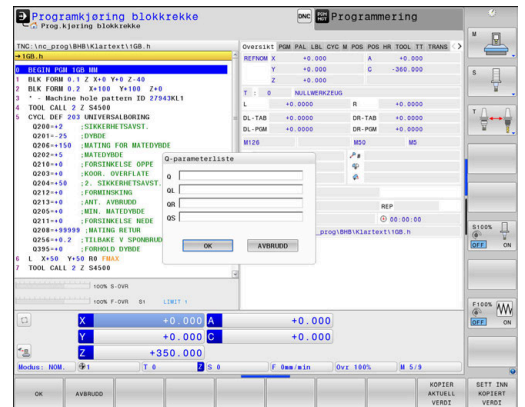 Programkjøring blokkrekke
Prog.kjøring blokkrekke
DNC
Programmering
TNC:\nc_prog\BHB\Klartext\1GB.h
→1GB.h
0 BEGIN PGM 1GB MM
1 BLK FORM 0.1 Z X+0 Y+0 Z-40
2 BLK FORM 0.2 X+100 Y+100 Z+0
3 * - Machine hole pattern ID 27943KL1
4 TOOL CALL 2 Z S4500
5 CYCL DEF 203 UNIVERSALBORING
Q200=+2 ;SIKKERHETSAVST.
Q201=-25 ;DYBDE
Q206=+150 ;MATING FOR MATEDYBDE
Q202=+5 ;MATEDYBDE
Q210=+0 ;FORSINKELSE OPPE
Q203=+0 ;KOOR. OVERFLATE
Q204=+50 ;2. SIKKERHETSAVST.
Q212=+0 ;FORMINSKING
Q213=+0 ;ANT. AVBRUDD
Q205=+0 ;MIN. MATEDYBDE
Q211=+0 ;FORSINKELSE NEDE
Q208=+99999 ;MATING RETUR
Q256=+0.2 ;TILBAKE V SPONBRUD
Q395=+0 ;FORHOLD DYBDE
6 L X+50 Y+50 R0 FMAX
7 TOOL CALL 2 Z S4500
100% S-OVR
100% F-OVR S1 LIMIT 1
Oversikt PGM PAL LBL CYC M POS POS HR TOOL TT TRANS
REFNOM X +0.000 A +0.000
Y +0.000 C -360.000
Z +0.000
T : 0 NULLWERKZEUG
L +0.0000 R +0.0000
DL-TAB +0.0000 DR-TAB +0.0000
DL-PGM +0.0000 DR-PGM +0.0000
M126 M50 M5
P#
REP
00:00:00
_prog\BHB\Klartext\1GB.h
Q-parameterliste
Q
QL
QR
QS
OK
AVBRUDD
X +0.000 A +0.000
Y +0.000 C +0.000
Z +350.000
Modus: NOM. 1 T 0 Z S 0 F 0mm/min Ovr 100% M 5/9
M
S
T
S100%
OFF ON
F100%
OFF ON
OK
AVBRUDD
KOPIER AKTUELL VERDI
SETT INN KOPIERT VERDI